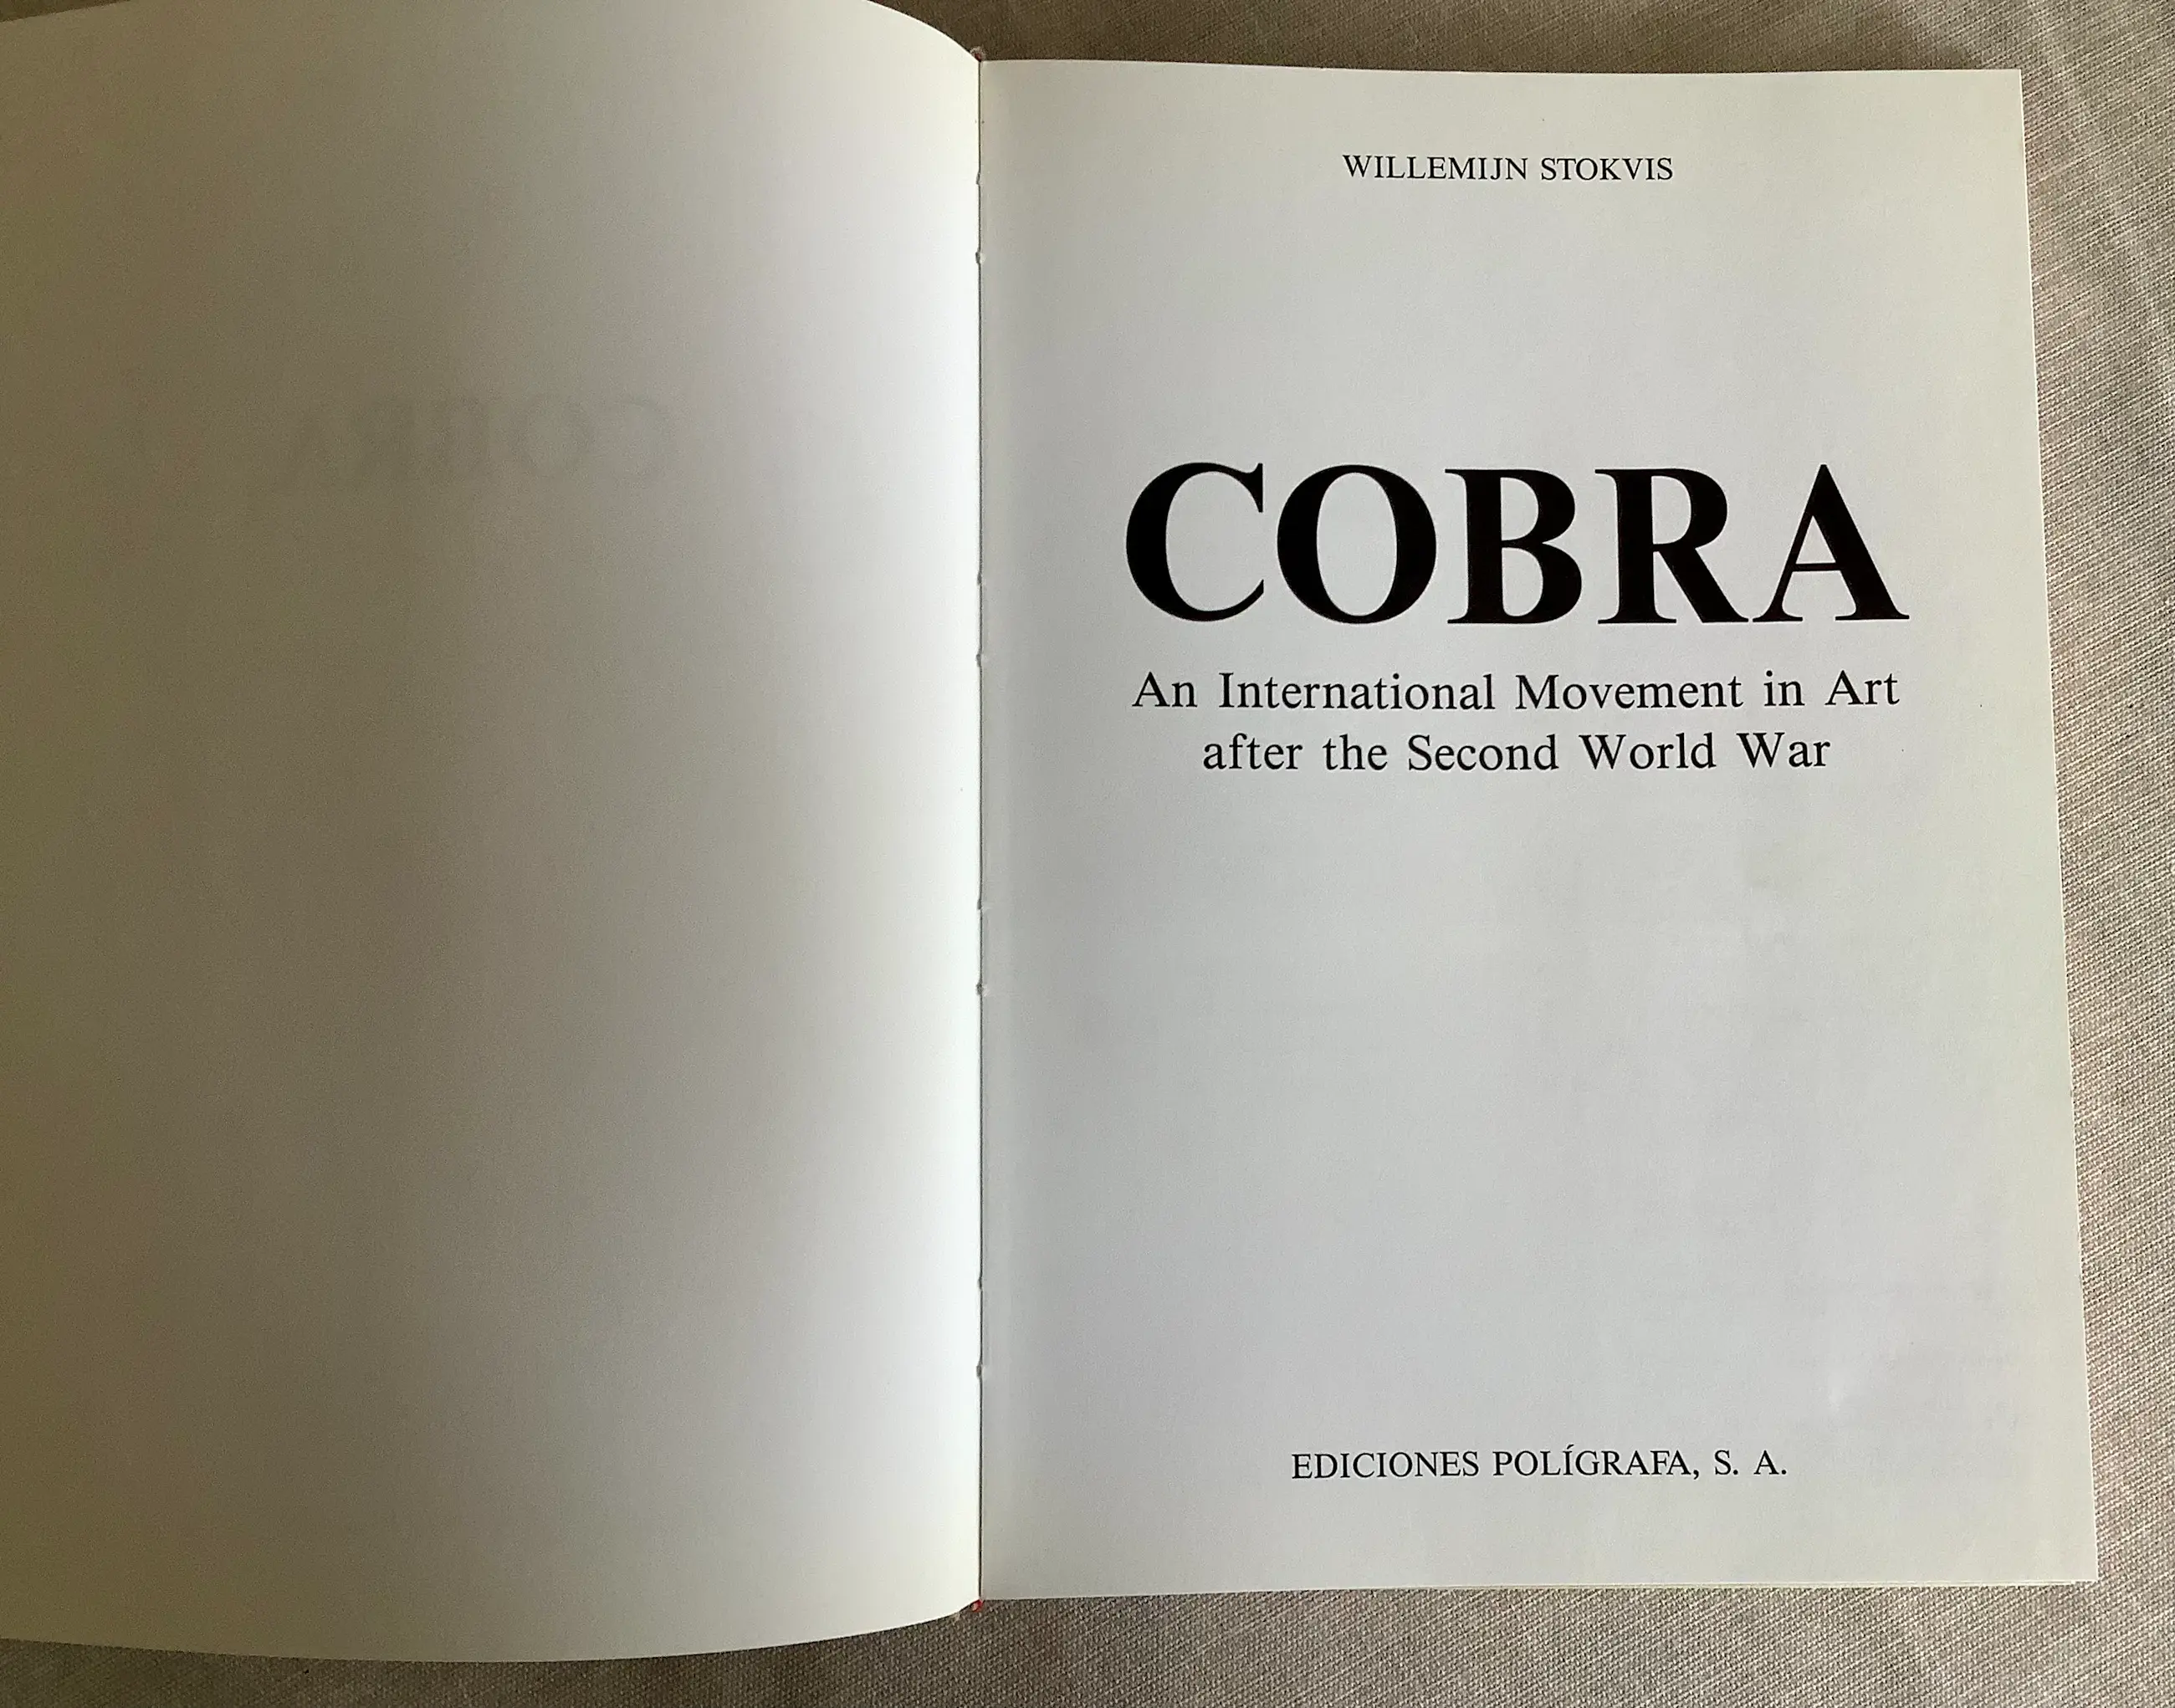 WILLEMIJN STOKVIS
COBRA
An International Movement in Art
after the Second World War
EDICIONES POLÍGRAFA, S. A.